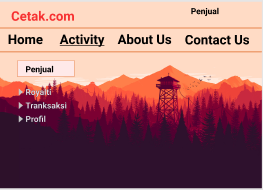 Cetak.com
Penjual
Home Activity About Us Contact Us
Penjual
Royalti
Tranksaksi
Profil